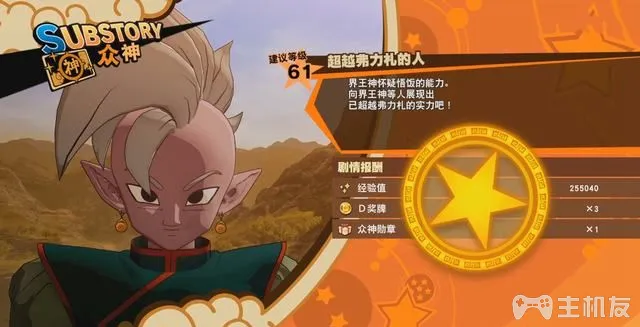 SUBSTORY
神 众神
建议等级
61
超越弗力札的人
界王神怀疑悟饭的能力。
向界王神等人展现出
已超越弗力札的实力吧！
剧情报酬
经验值 255040
D奖牌 ×3
众神勋章 ×1
主机友